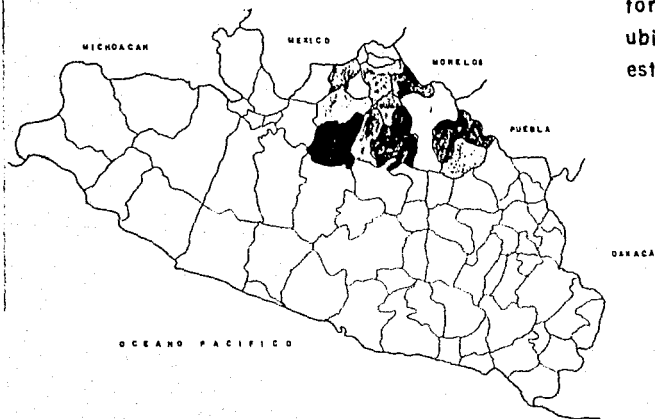 for
ubi
est
MICHOACAN
MEXICO
MORELOS
PUEBLA
OAXACA
OCEANO PACIFICO